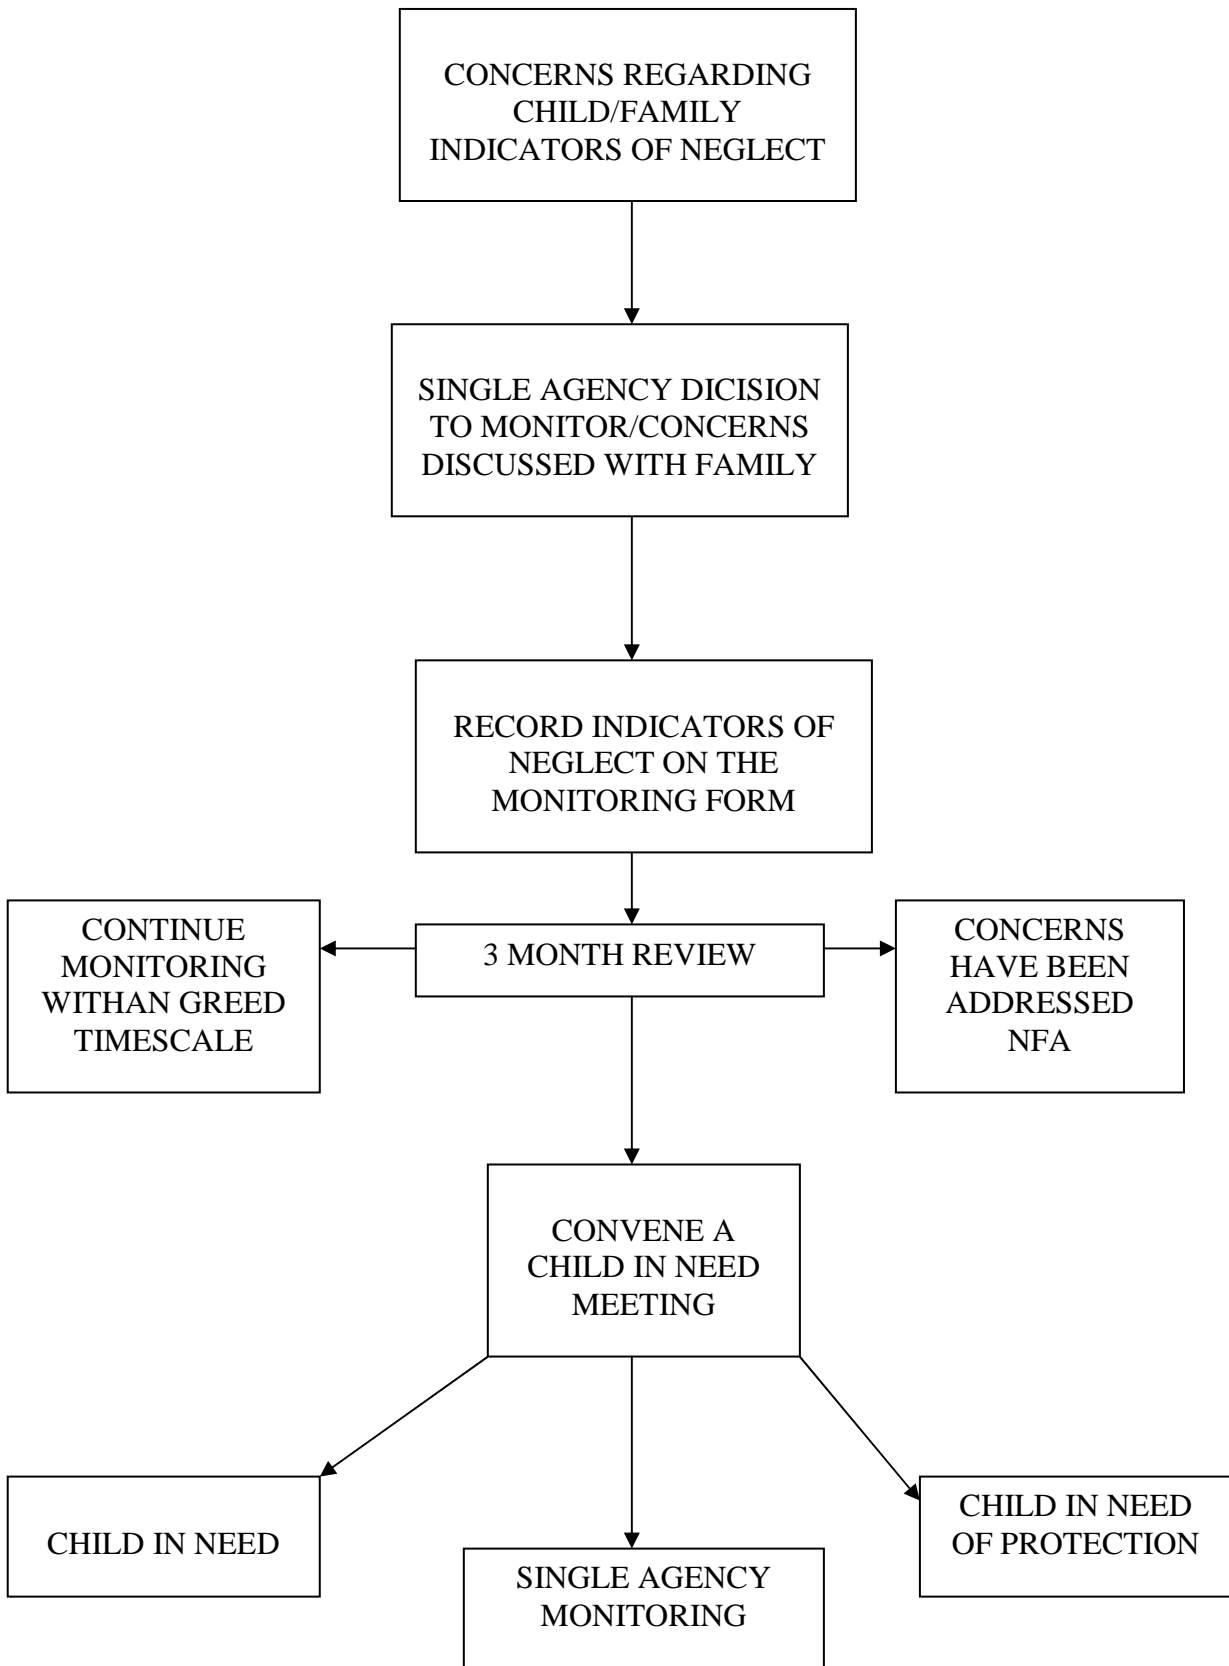 CONCERNS REGARDING
CHILD/FAMILY
INDICATORS OF NEGLECT
SINGLE AGENCY DICISION
TO MONITOR/CONCERNS
DISCUSSED WITH FAMILY
RECORD INDICATORS OF
NEGLECT ON THE
MONITORING FORM
CONTINUE
MONITORING
WITHAN GREED
TIMESCALE
3 MONTH REVIEW
CONCERNS
HAVE BEEN
ADDRESSED
NFA
CONVENE A
CHILD IN NEED
MEETING
CHILD IN NEED
SINGLE AGENCY
MONITORING
CHILD IN NEED
OF PROTECTION